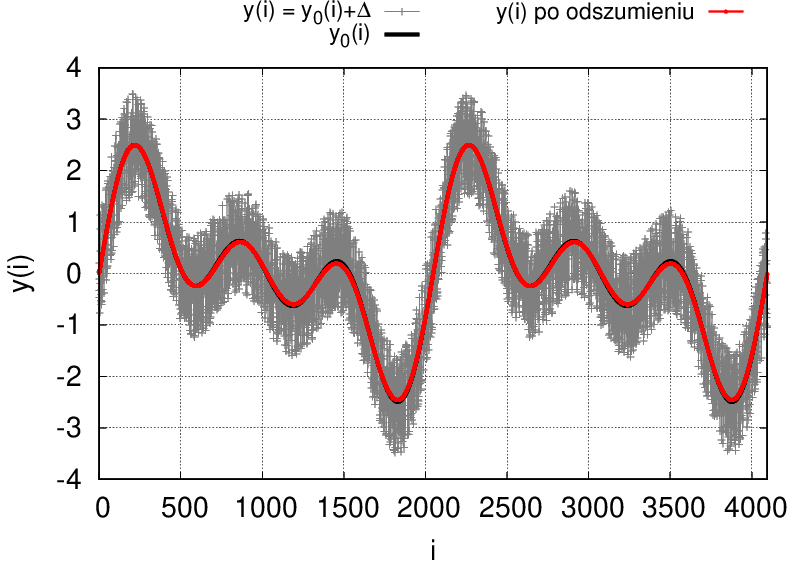 y(i) = y0(i)+Δ
y0(i)
y(i) po odszumieniu
4
3
2
1
0
-1
-2
-3
-4
y(i)
0 500 1000 1500 2000 2500 3000 3500 4000
i